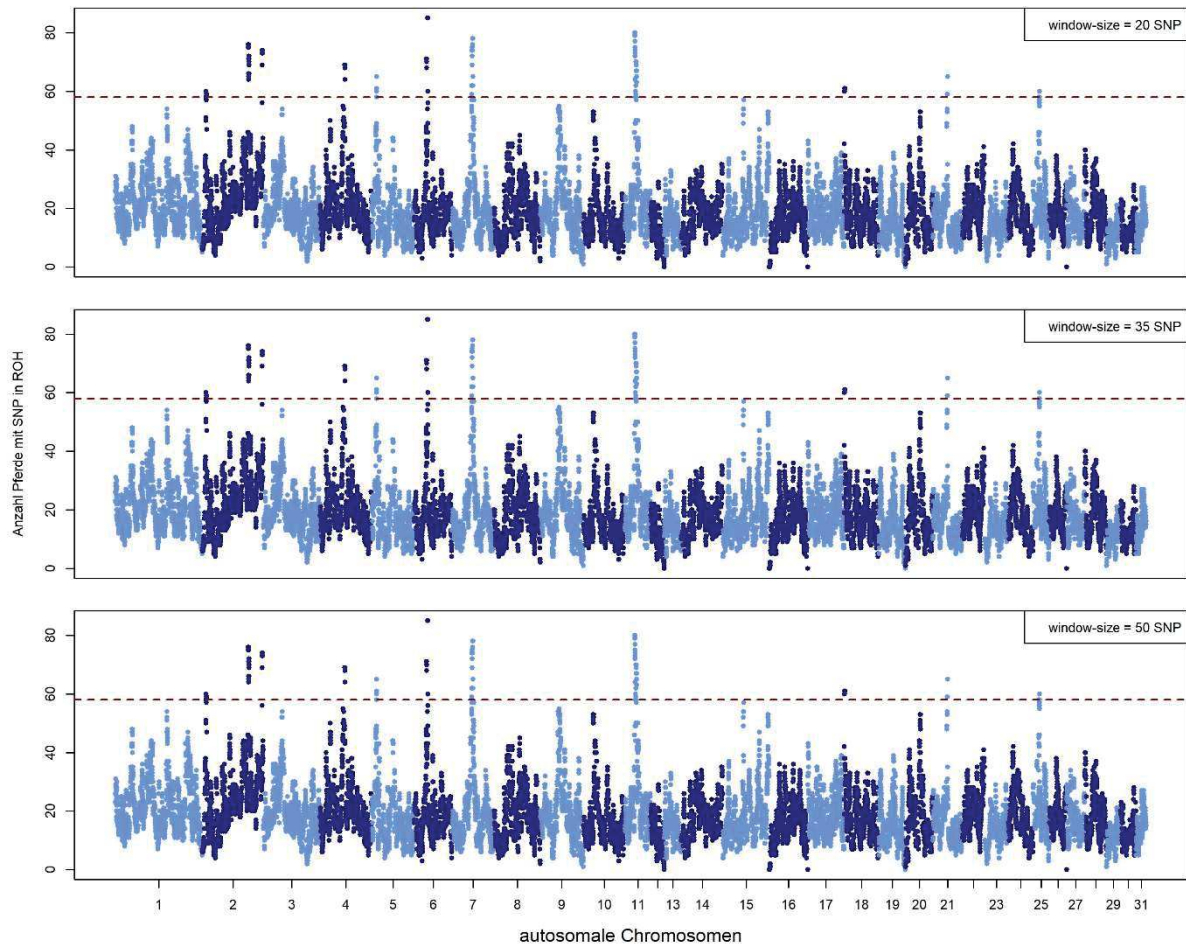 window-size = 20 SNP
80
60
40
20
0
Anzahl Pferde mit SNP in ROH
window-size = 35 SNP
80
60
40
20
0
window-size = 50 SNP
80
60
40
20
0
1 2 3 4 5 6 7 8 9 10 11 13 14 15 16 17 18 19 20 21 23 25 27 29 31
autosomale Chromosomen